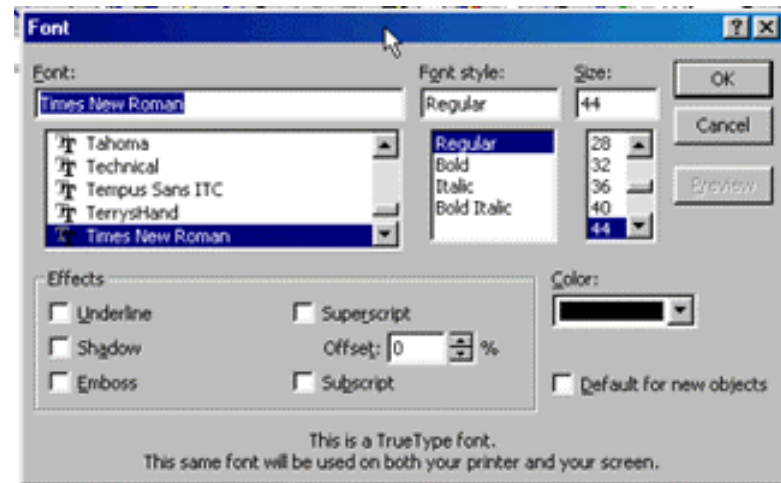 Font
Font: Font style: Size:
Times New Roman Regular 44 OK
Tahoma Regular 28 Cancel
Technical Bold 32
Tempus Sans ITC Italic 36 Preview
TerrysHand Bold Italic 40
Times New Roman 44
Effects Color:
Underline Superscript
Shadow Offset: 0 %
Emboss Subscript Default for new objects
This is a TrueType font.
This same font will be used on both your printer and your screen.